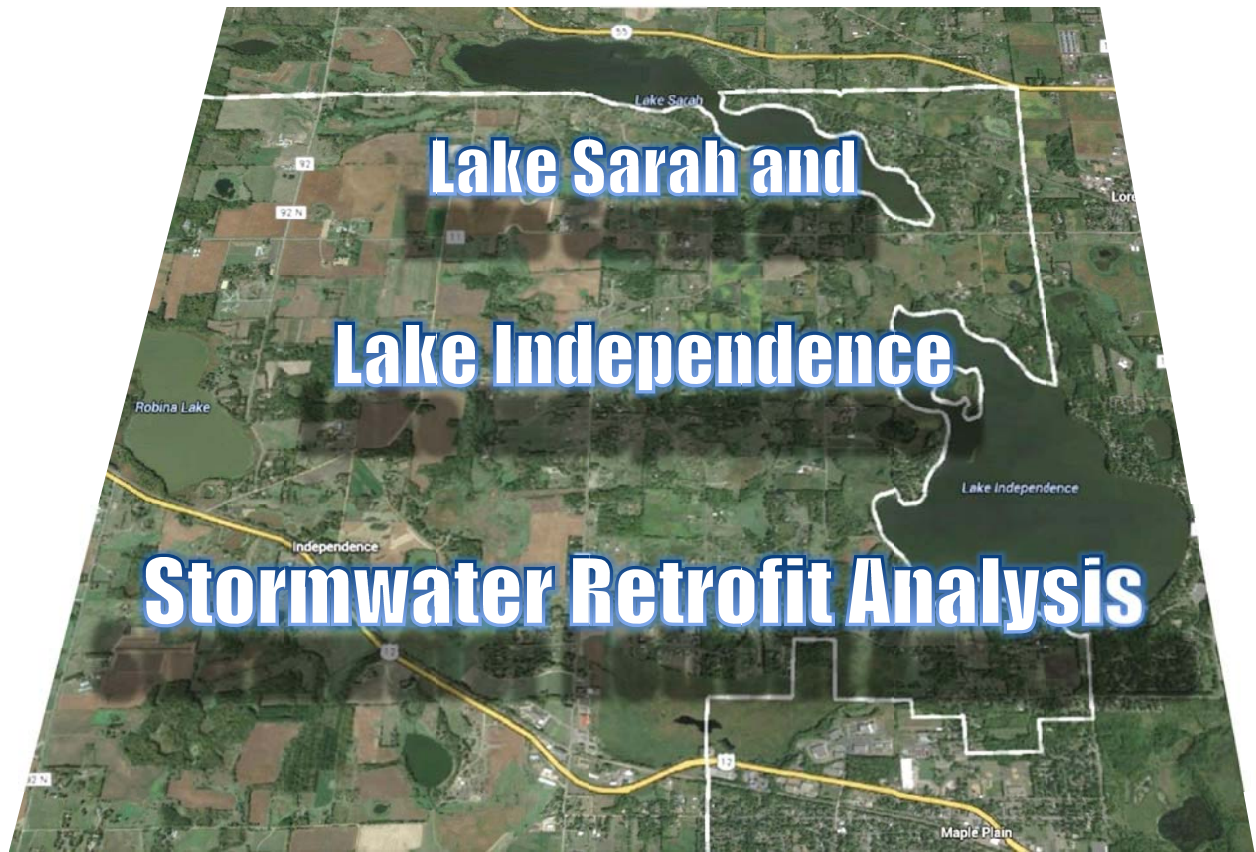 55
Lake Sarah
Lake Sarah and
92
92 N
11
Lake Independence
Robina Lake
Lake Independence
Independence
Stormwater Retrofit Analysis
12
12
Maple Plain